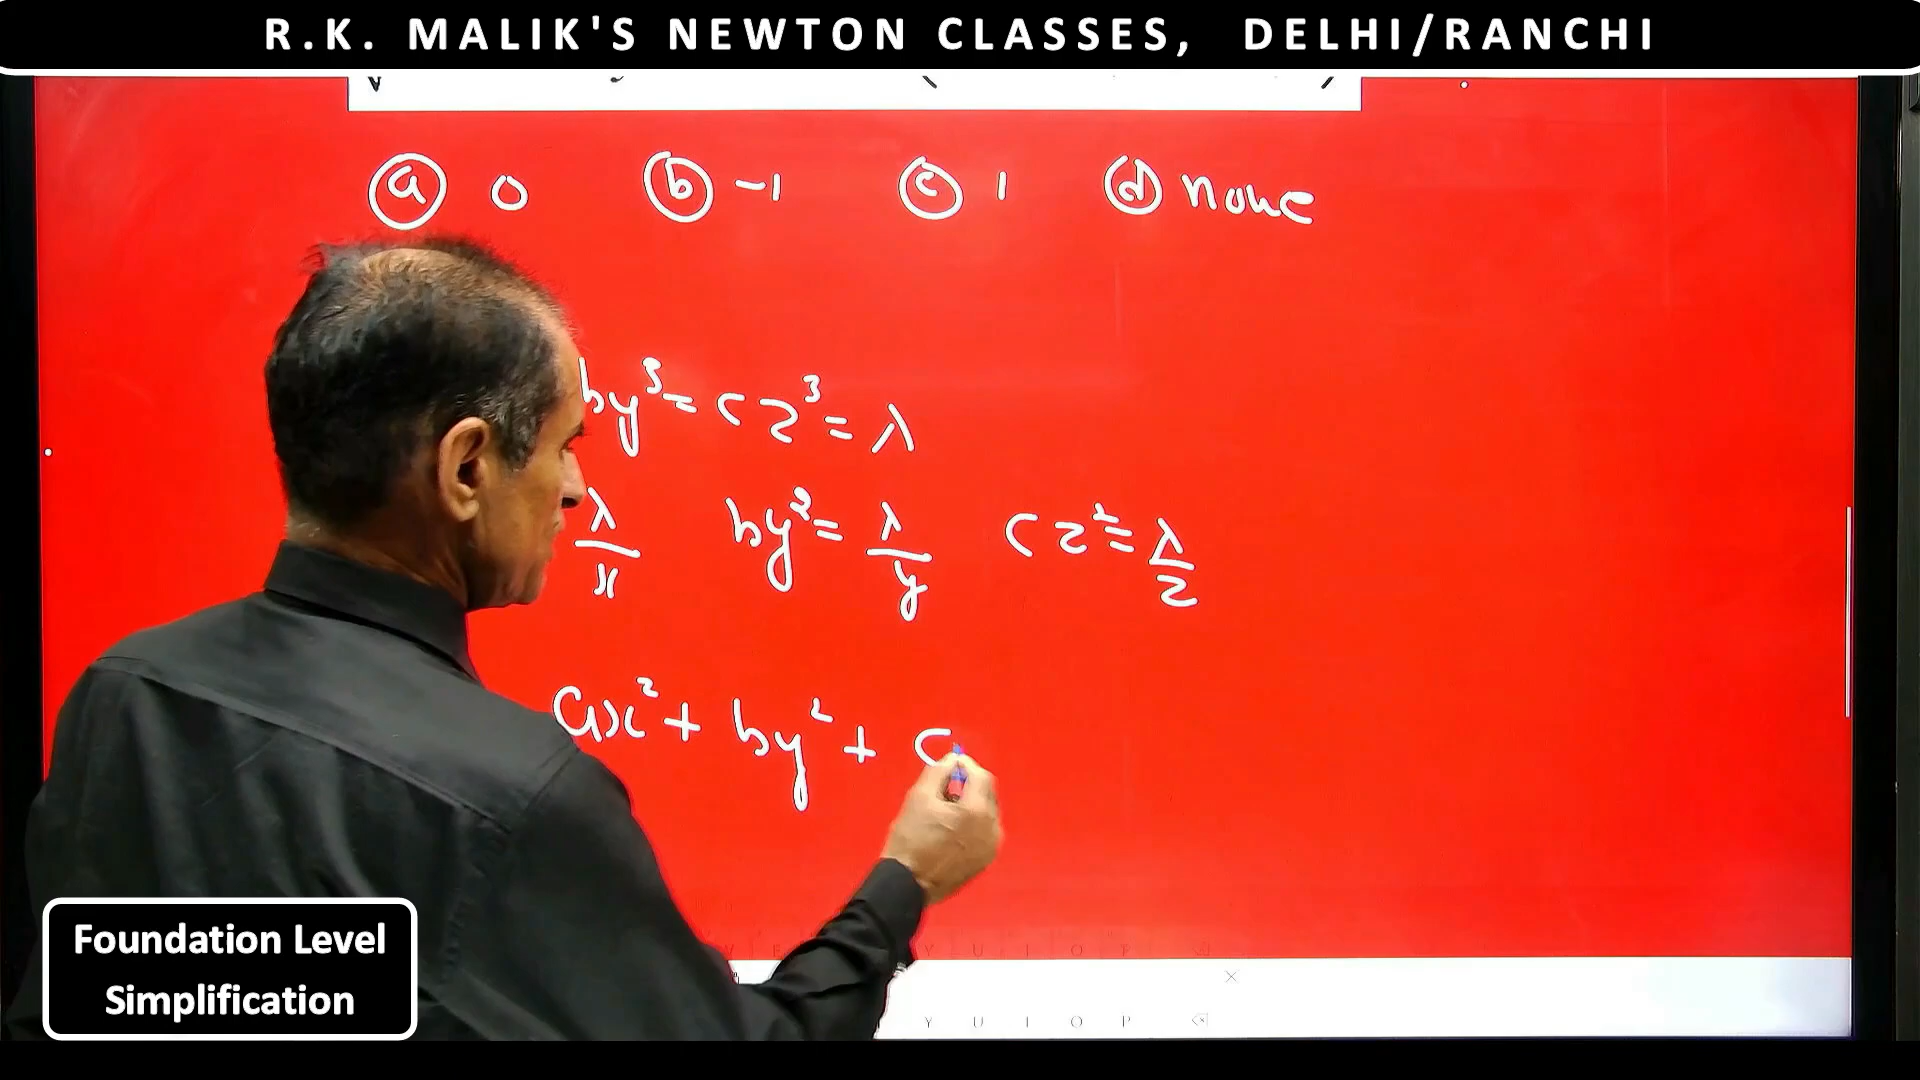 R.K. MALIK'S NEWTON CLASSES, DELHI/RANCHI
(a) 0 (b) -1 (c) 1 (d) none
by³ = cz³ = λ
λ/x by² = λ/y cz² = λ/z
ax² + by² + c
Y U I O P
Y U I O P
Foundation Level
Simplification